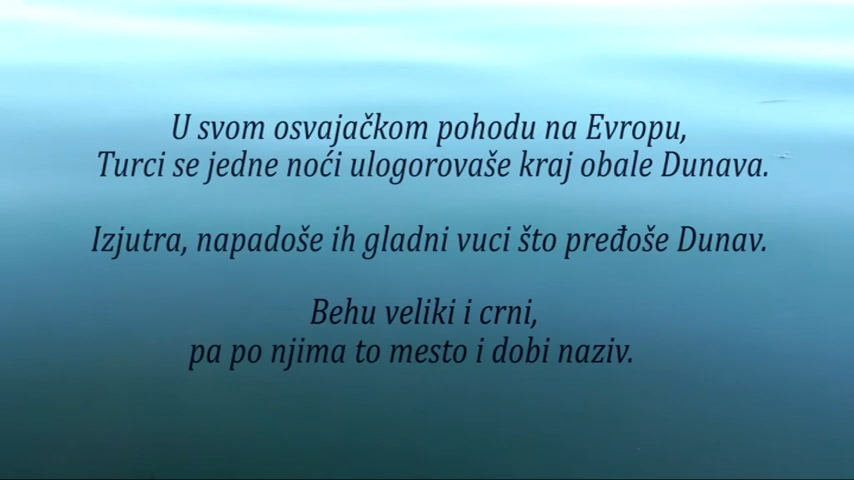 U svom osvajačkom pohodu na Evropu,
Turci se jedne noći ulogorovaše kraj obale Dunava.
Izjutra, napadoše ih gladni vuci što pređoše Dunav.
Behu veliki i crni,
pa po njima to mesto i dobi naziv.